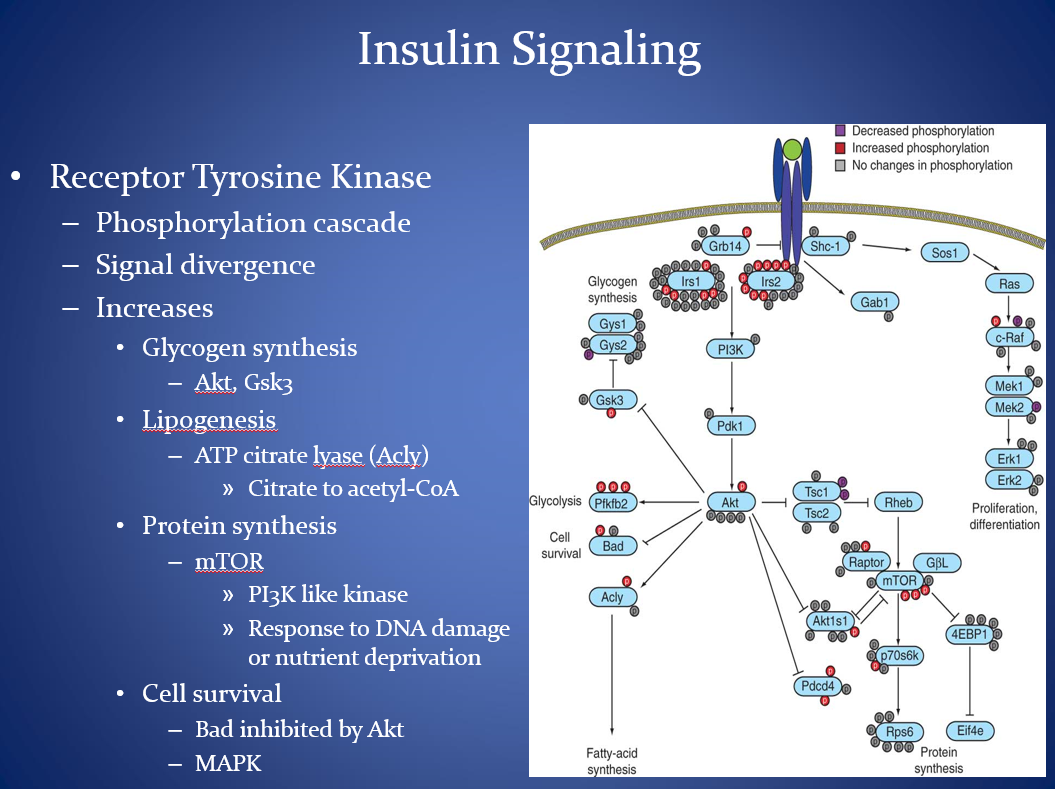 Insulin Signaling
• Receptor Tyrosine Kinase
– Phosphorylation cascade
– Signal divergence
– Increases
• Glycogen synthesis
– Akt, Gsk3
• Lipogenesis
– ATP citrate lyase (Acly)
» Citrate to acetyl-CoA
• Protein synthesis
– mTOR
» PI3K like kinase
» Response to DNA damage
or nutrient deprivation
• Cell survival
– Bad inhibited by Akt
– MAPK
Decreased phosphorylation
Increased phosphorylation
No changes in phosphorylation
Grb14
Shc-1
Sos1
Irs1
Irs2
Ras
Gab1
Glycogen
synthesis
Gys1
Gys2
PI3K
c-Raf
Mek1
Mek2
Gsk3
Pdk1
Erk1
Erk2
Proliferation,
differentiation
Glycolysis
Pfkfb2
Akt
Tsc1
Tsc2
Rheb
Cell
survival
Bad
Raptor
GβL
mTOR
Acly
Akt1s1
4EBP1
p70s6k
Pdcd4
Rps6
Eif4e
Fatty-acid
synthesis
Protein
synthesis